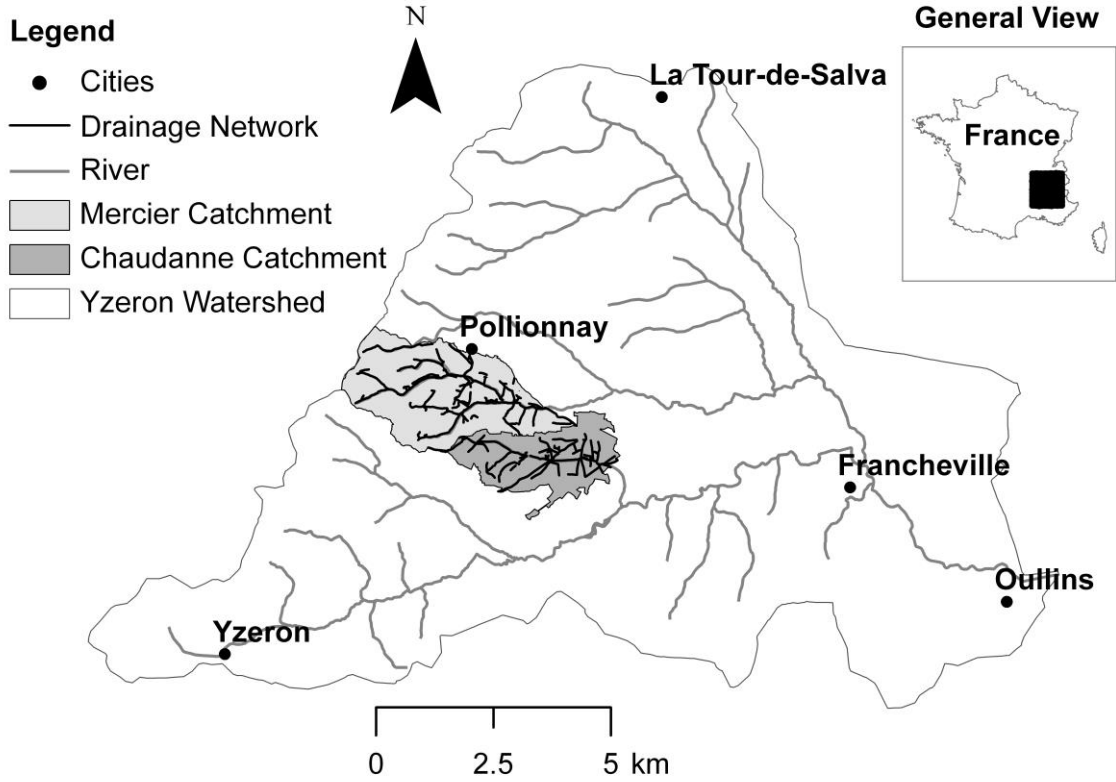 Legend
Cities
Drainage Network
River
Mercier Catchment
Chaudanne Catchment
Yzeron Watershed
N
General View
France
La Tour-de-Salva
Pollionnay
Francheville
Oullins
Yzeron
0 2.5 5 km